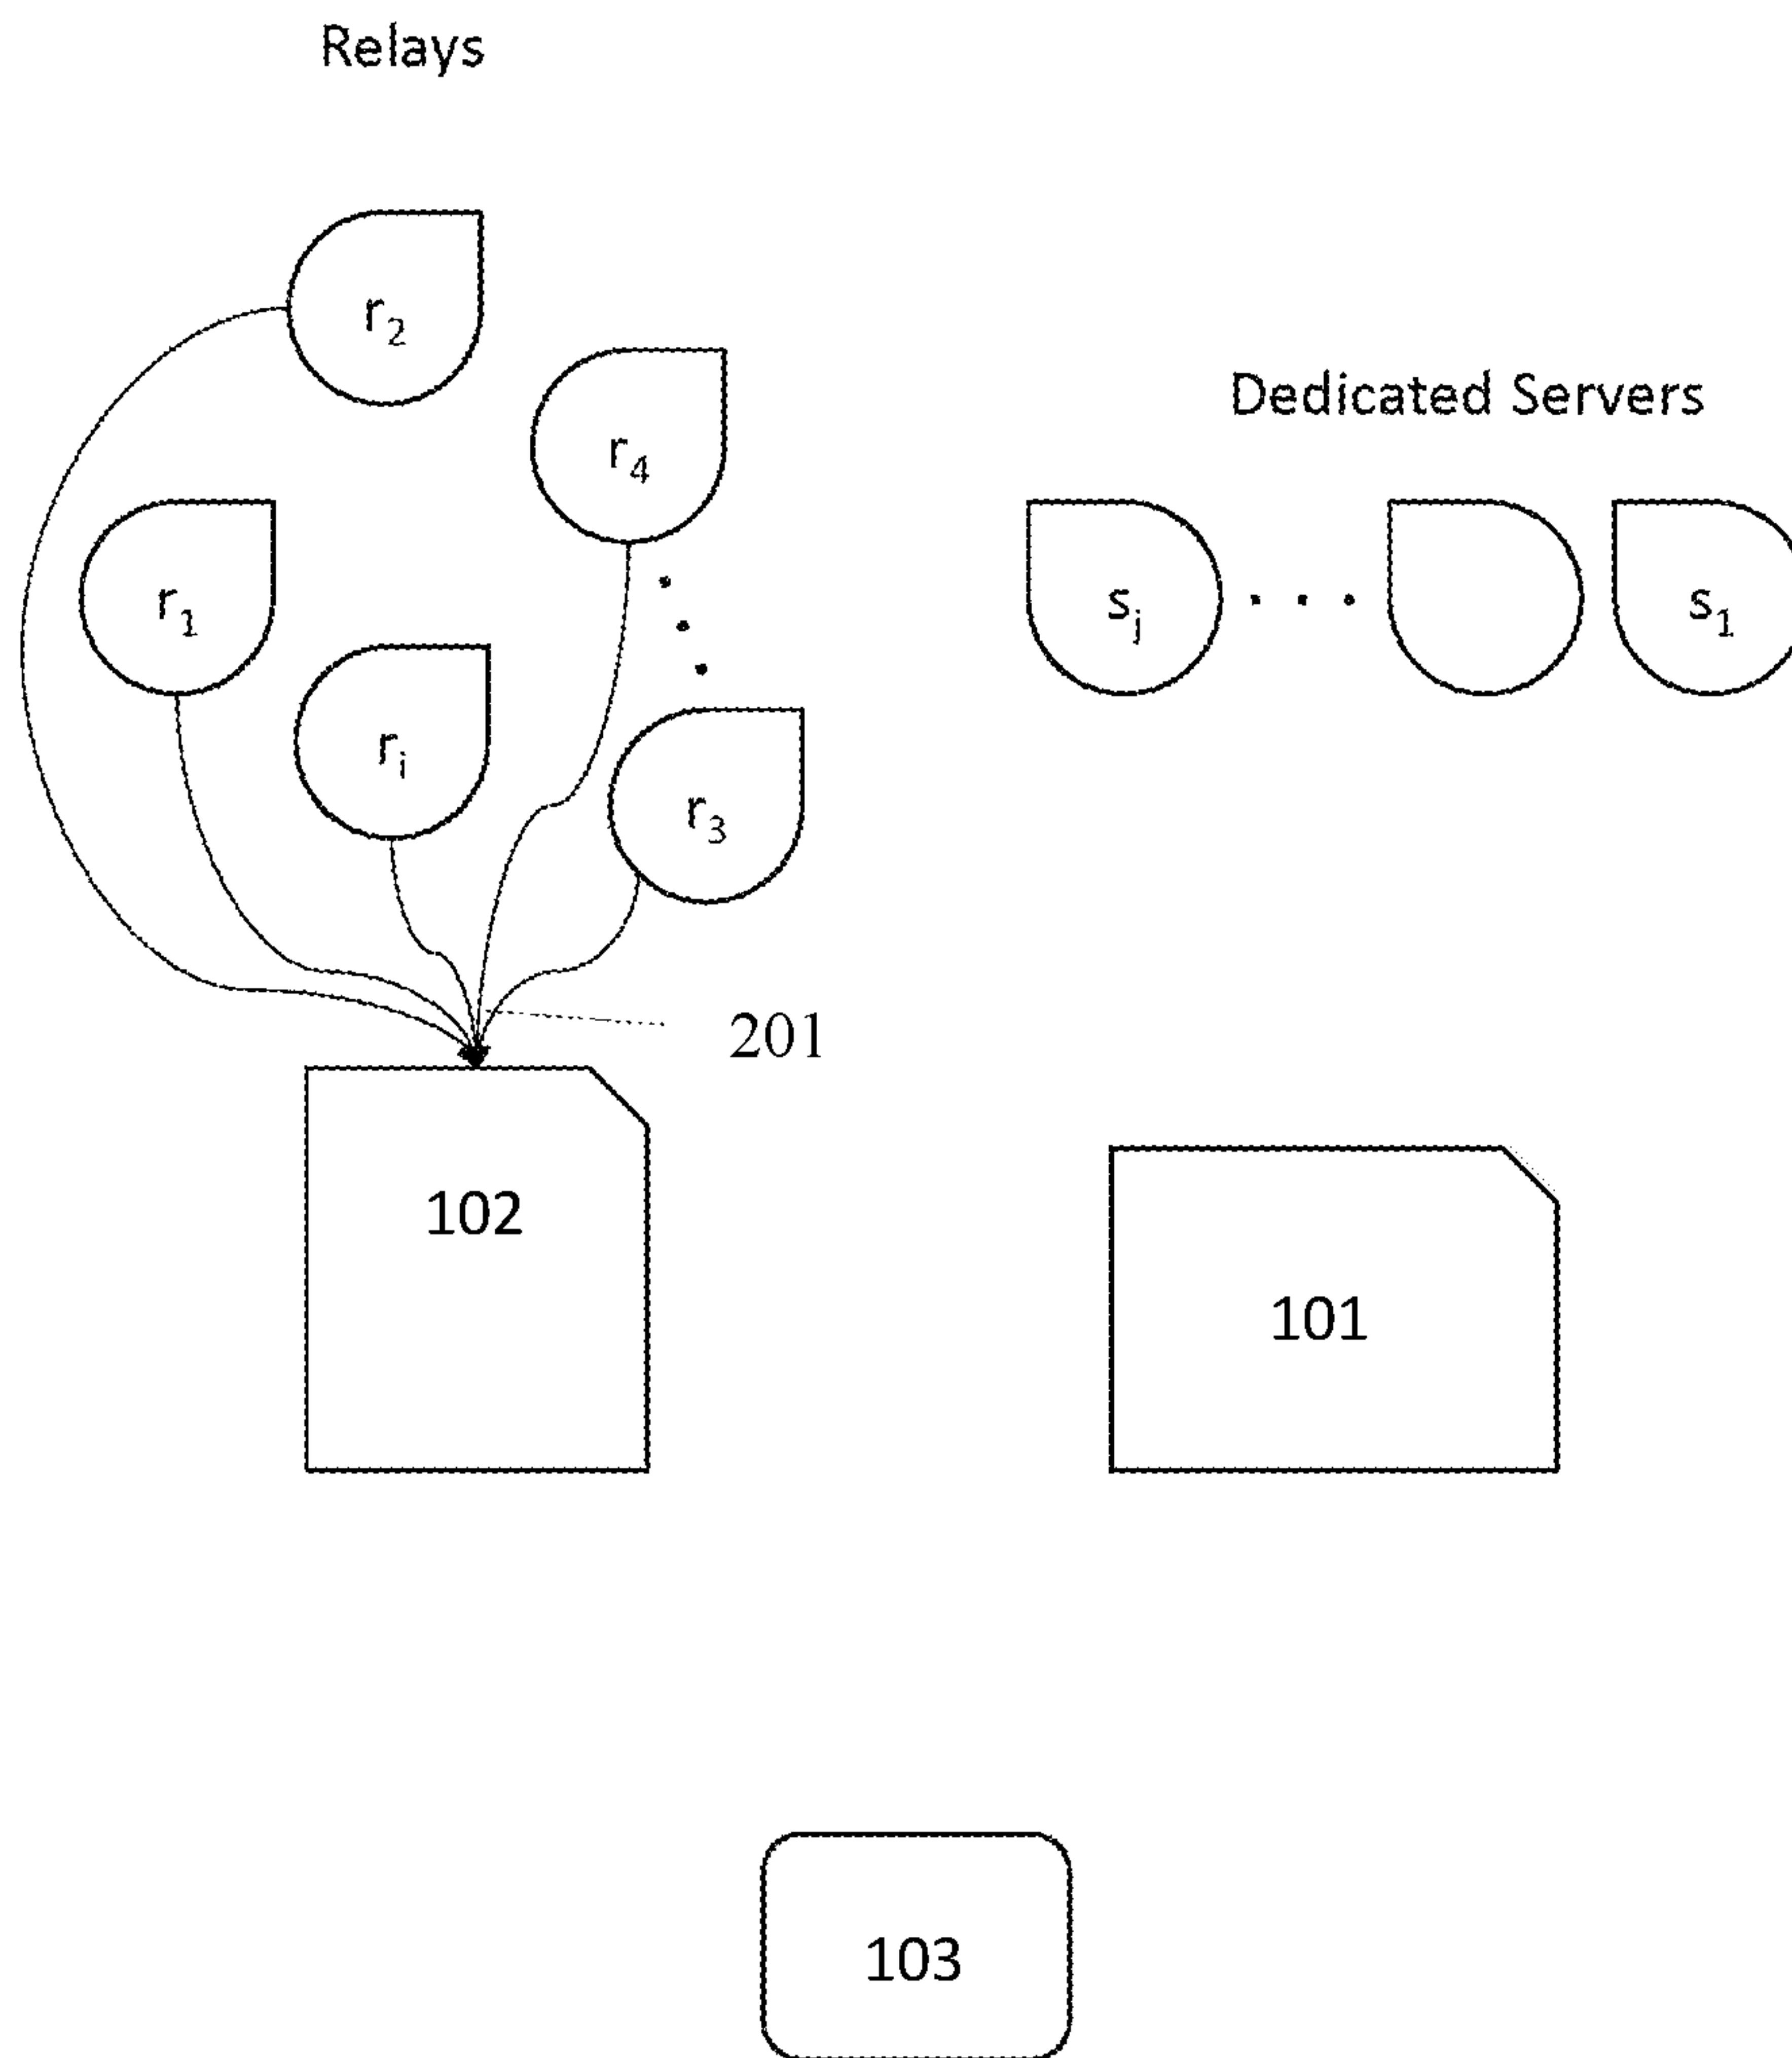 Relays
r₂
r₄
Dedicated Servers
r₁
sⱼ
s₁
rᵢ
r₃
201
102
101
103